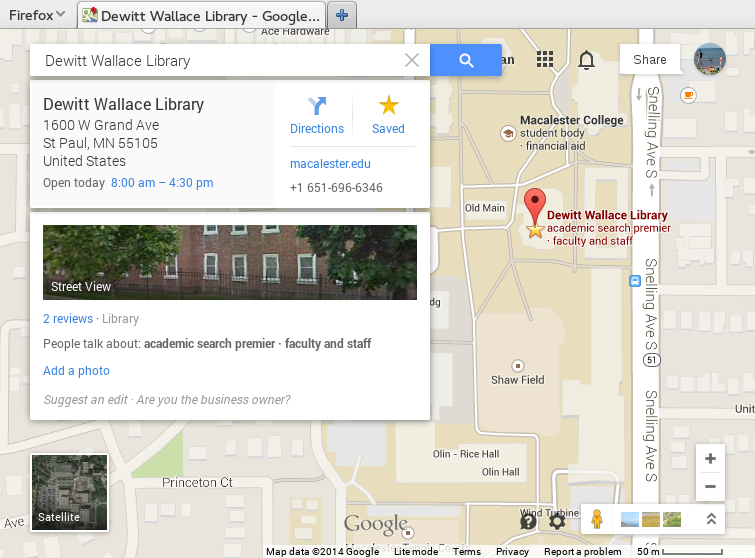 Firefox
Dewitt Wallace Library - Google...
Ace Hardware
Dewitt Wallace Library
an
Share
Dewitt Wallace Library
1600 W Grand Ave
St Paul, MN 55105
United States
Open today 8:00 am – 4:30 pm
Directions
Saved
macalester.edu
+1 651-696-6346
Street View
2 reviews · Library
People talk about: academic search premier · faculty and staff
Add a photo
Suggest an edit · Are you the business owner?
Macalester College
student body
· financial aid
Snelling Ave S
Old Main
Dewitt Wallace Library
academic search premier
· faculty and staff
Snelling Ave S
dg
51
Shaw Field
Snelling Ave S
Unit
Olin - Rice Hall
Olin Hall
Princeton Ct
Satellite
Ave
Wind Turbine
Google
Map data ©2014 Google Lite mode Terms Privacy Report a problem 50 m